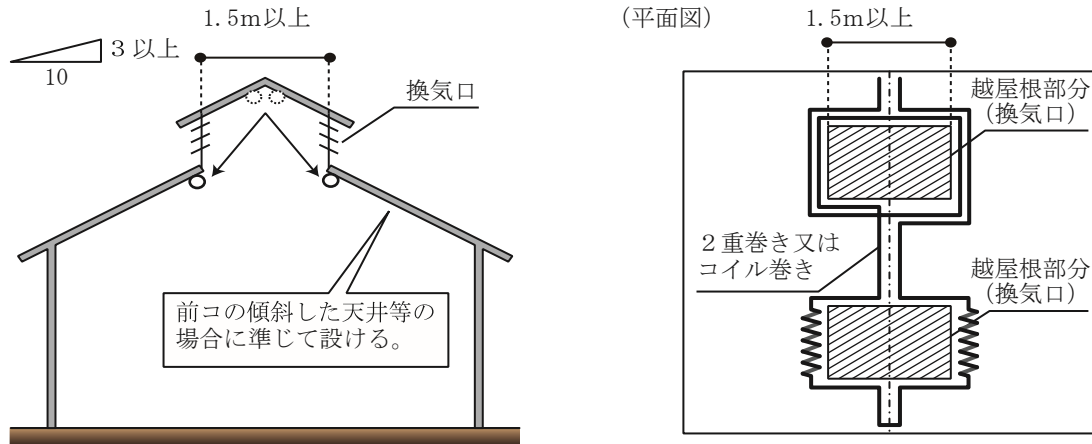 1.5m以上
3以上
10
換気口
前コの傾斜した天井等の
場合に準じて設ける。
(平面図)
1.5m以上
越屋根部分
(換気口)
2重巻き又は
コイル巻き
越屋根部分
(換気口)